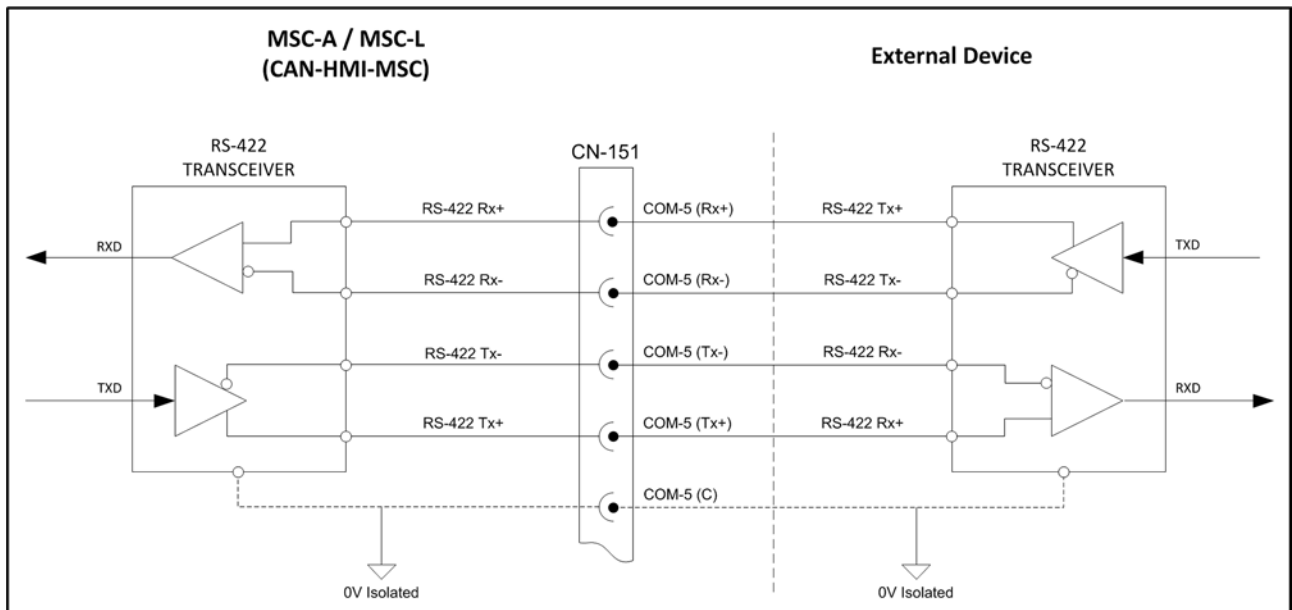 MSC-A / MSC-L
(CAN-HMI-MSC)
External Device
RS-422
TRANSCEIVER
CN-151
RS-422
TRANSCEIVER
RS-422 Rx+
COM-5 (Rx+)
RS-422 Tx+
RXD
TXD
RS-422 Rx-
COM-5 (Rx-)
RS-422 Tx-
RS-422 Tx-
COM-5 (Tx-)
RS-422 Rx-
TXD
RXD
RS-422 Tx+
COM-5 (Tx+)
RS-422 Rx+
COM-5 (C)
0V Isolated
0V Isolated